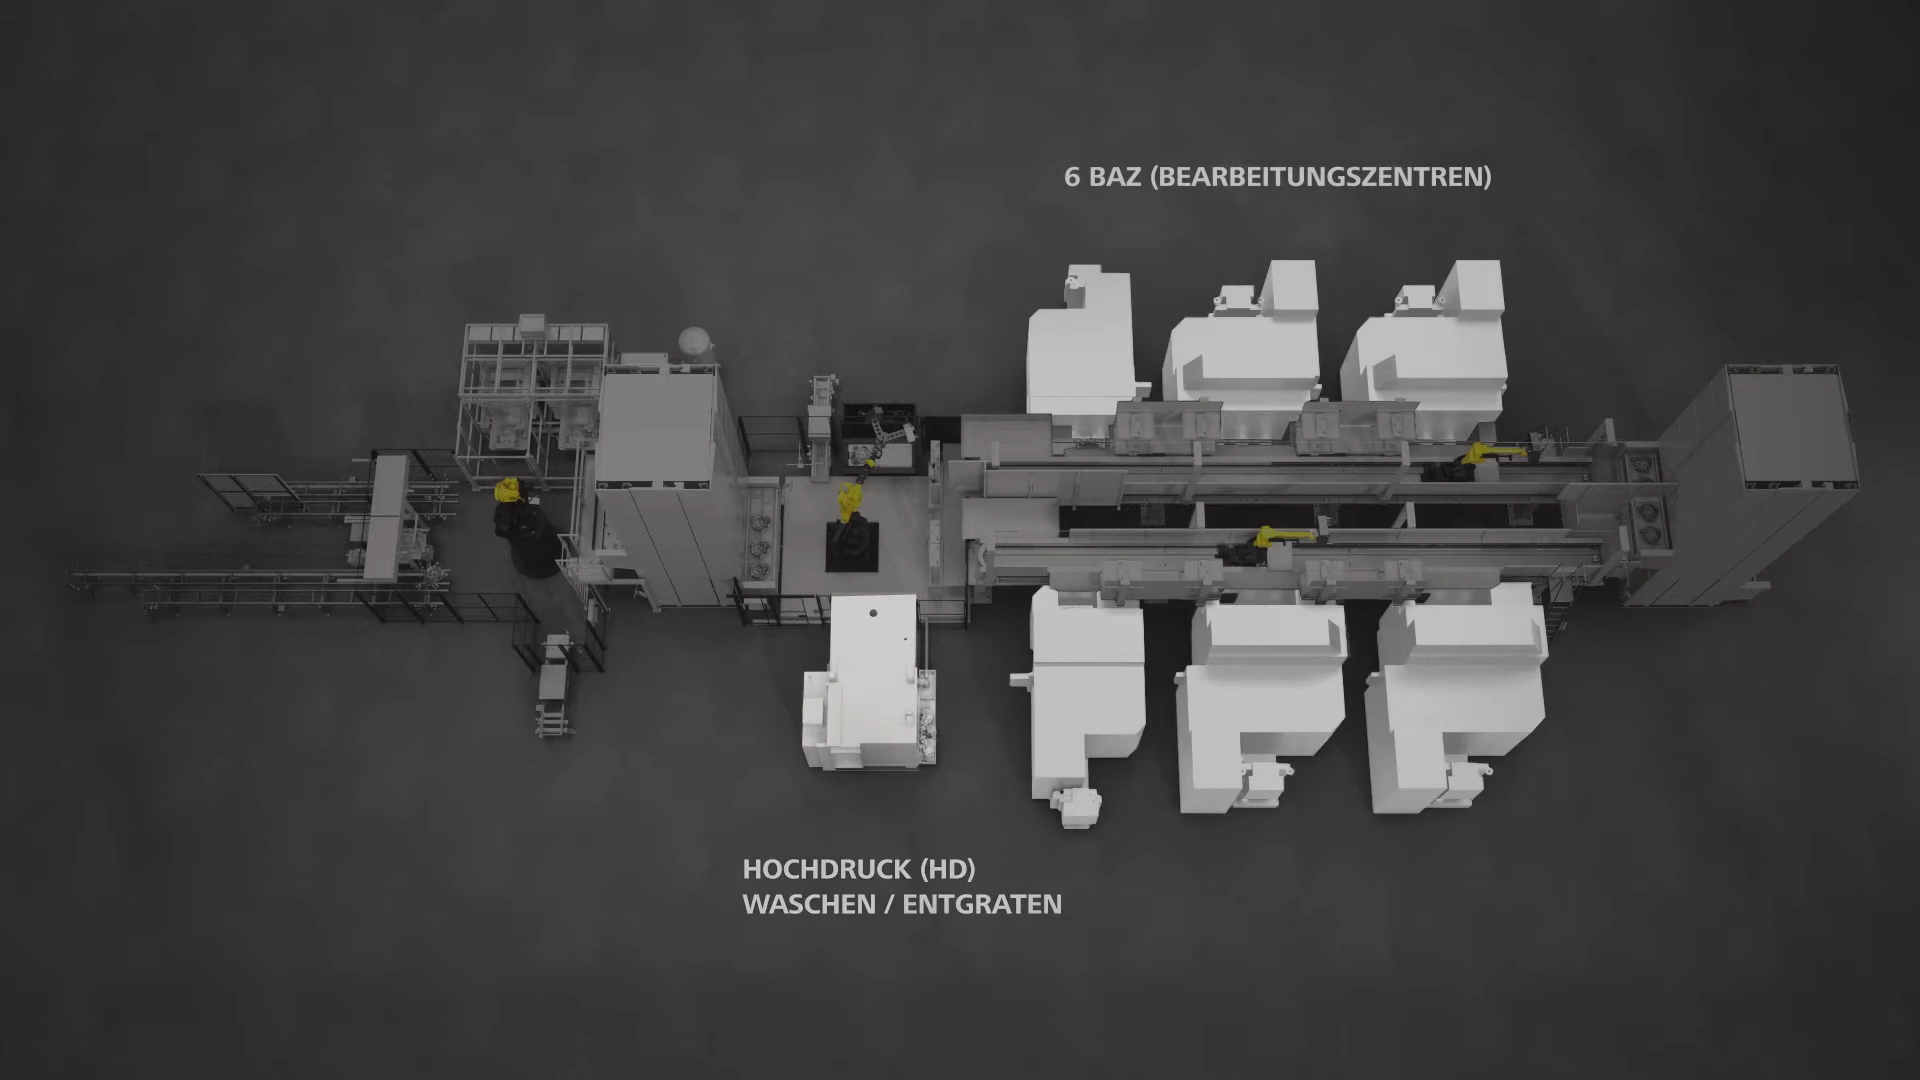 6 BAZ (BEARBEITUNGSZENTREN)
HOCHDRUCK (HD)
WASCHEN / ENTGRATEN